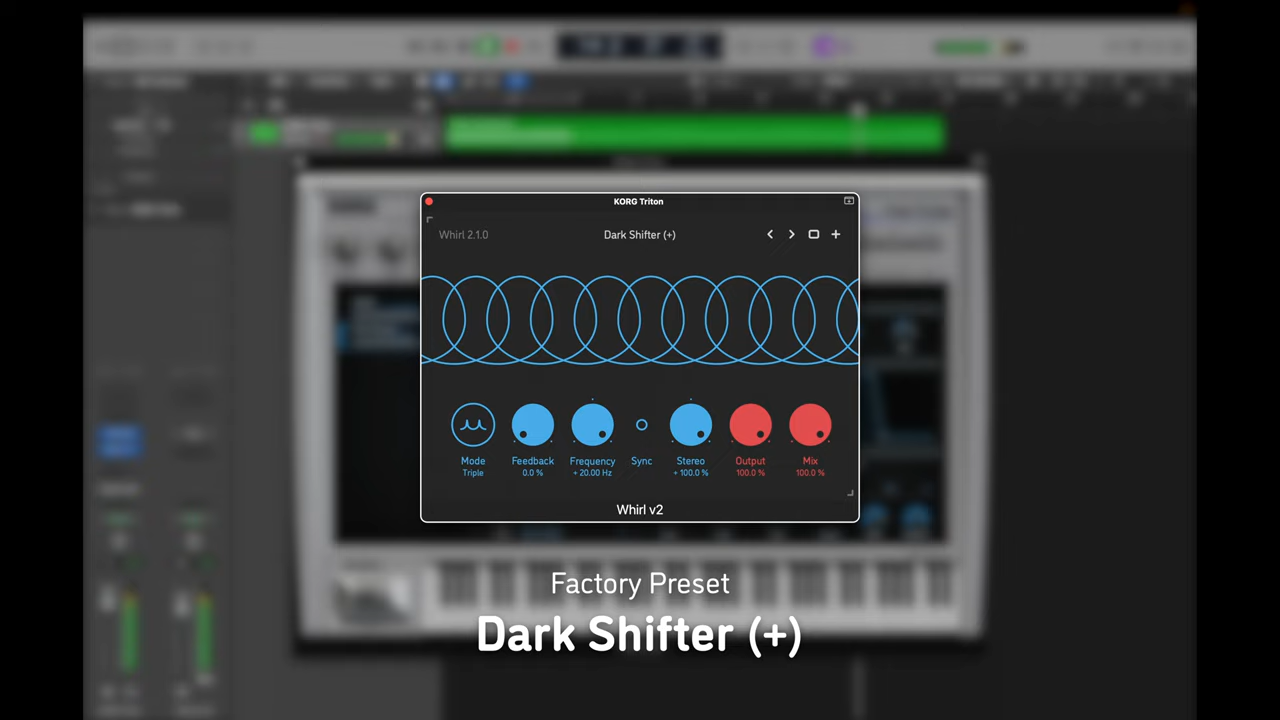 KORG Triton
Whirl 2.1.0
Dark Shifter (+)
Mode
Feedback
Frequency
Sync
Stereo
Output
Mix
Triple
0.0 %
+ 20.00 Hz
+ 100.0 %
100.0 %
100.0 %
Whirl v2
Factory Preset
Dark Shifter (+)